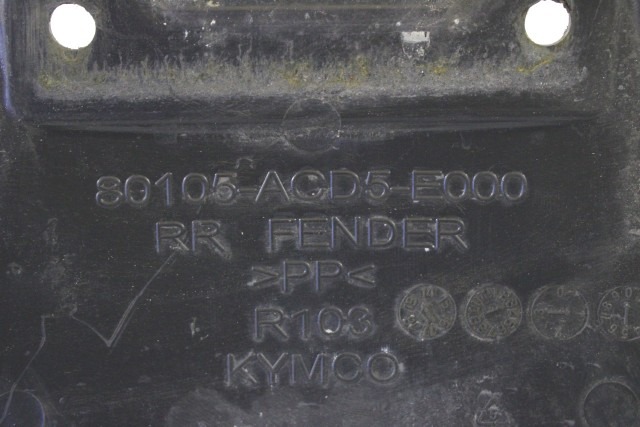 80105-ACD5-E000
RR FENDER
>PP<
R103
KYMCO